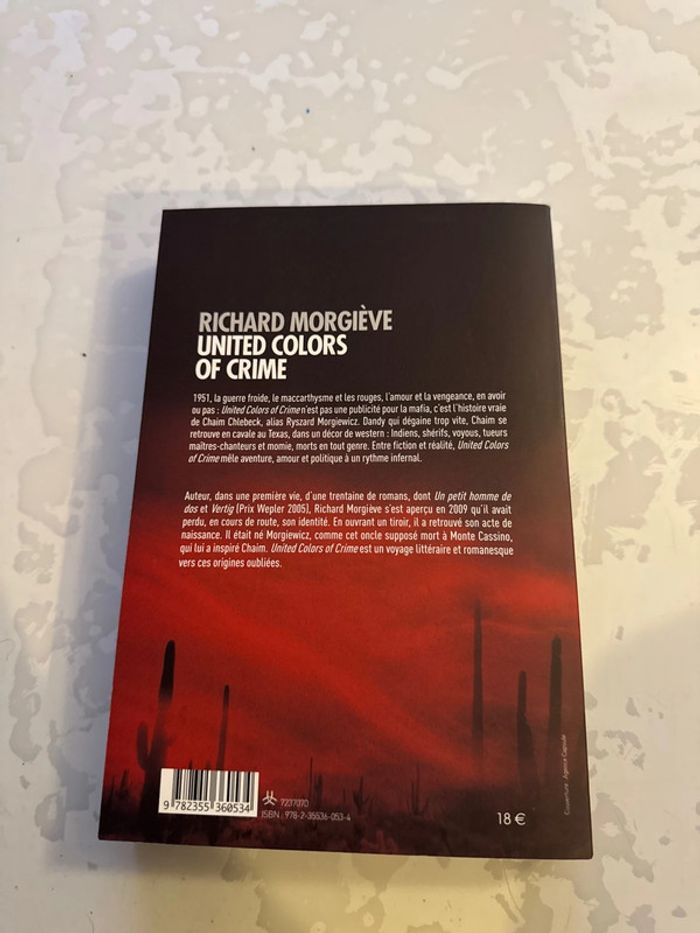 RICHARD MORGIÈVE
UNITED COLORS
OF CRIME
1951, la guerre froide, le maccarthysme et les rouges, l'amour et la vengeance, en avoir
ou pas : United Colors of Crime n'est pas une publicité pour la mafia, c'est l'histoire vraie
de Chaim Chlebeck, alias Ryszard Morgiewicz. Dandy qui dégaine trop vite, Chaim se
retrouve en cavale au Texas, dans un décor de western : Indiens, shérifs, voyous, tueurs
maîtres-chanteurs et momie, morts en tout genre. Entre fiction et réalité, United Colors
of Crime mêle aventure, amour et politique à un rythme infernal.
Auteur, dans une première vie, d'une trentaine de romans, dont Un petit homme de
dos et Vertig (Prix Wepler 2005), Richard Morgiève s'est aperçu en 2009 qu'il avait
perdu, en cours de route, son identité. En ouvrant un tiroir, il a retrouvé son acte de
naissance. Il était né Morgiewicz, comme cet oncle supposé mort à Monte Cassino,
qui lui a inspiré Chaim. United Colors of Crime est un voyage littéraire et romanesque
vers ces origines oubliées.
9 782355 360534
7237070
ISBN : 978-2-35536-053-4
18 €
Couverture : Agence Capsule